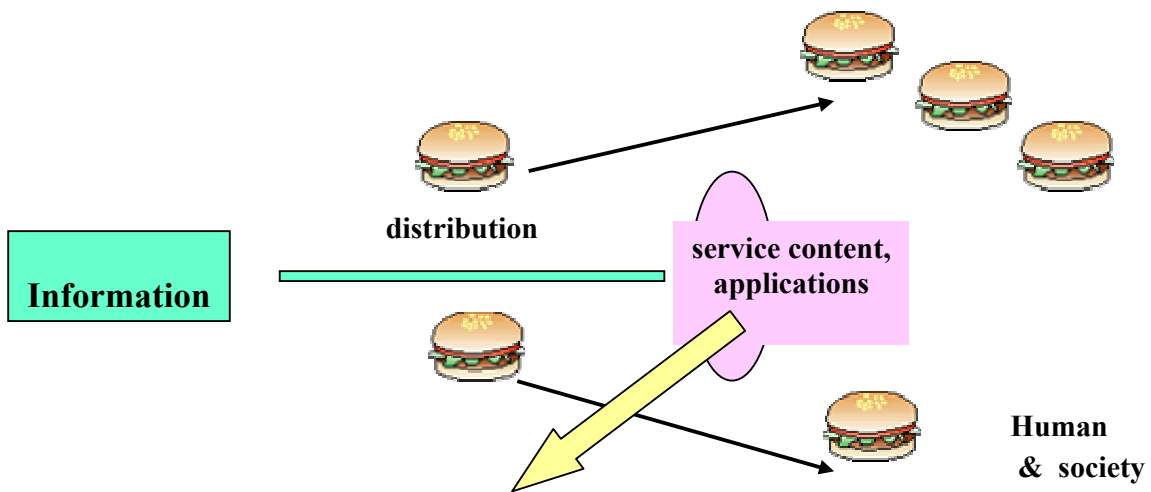 distribution
Information
service content,
applications
Human
& society